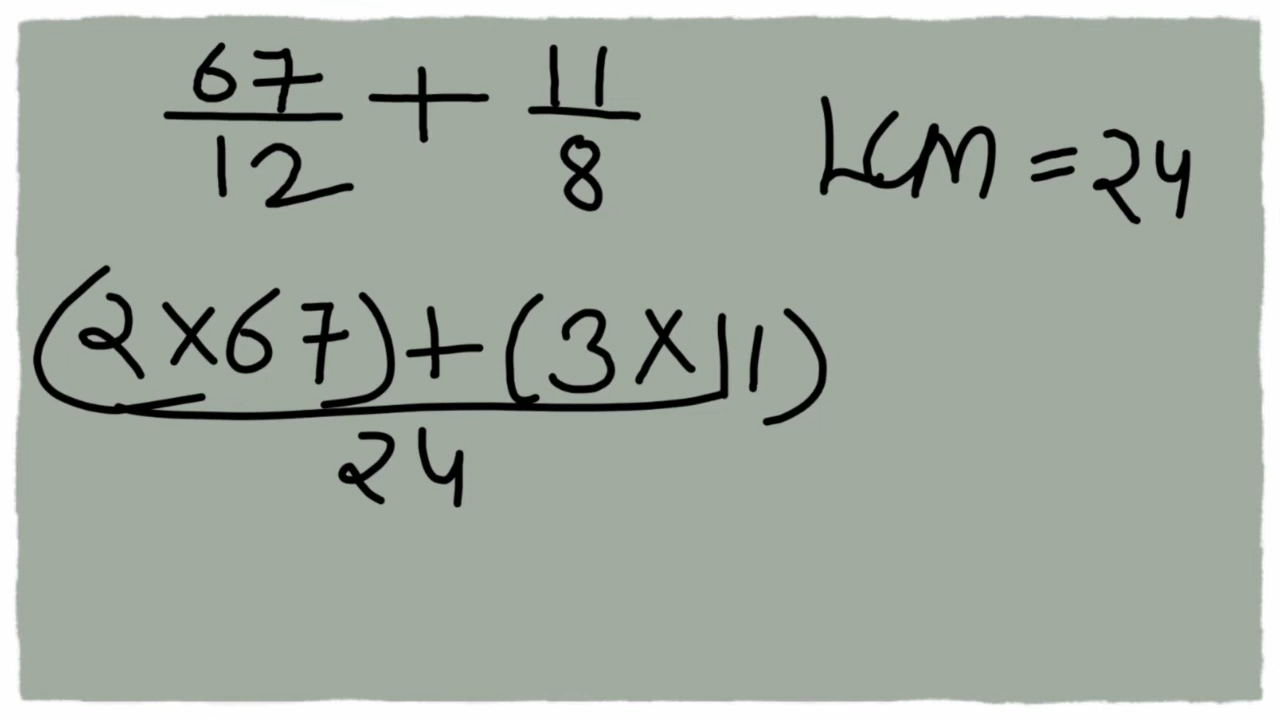 67/12 + 11/8 LCM = 24
(2×67)+(3×11)
24